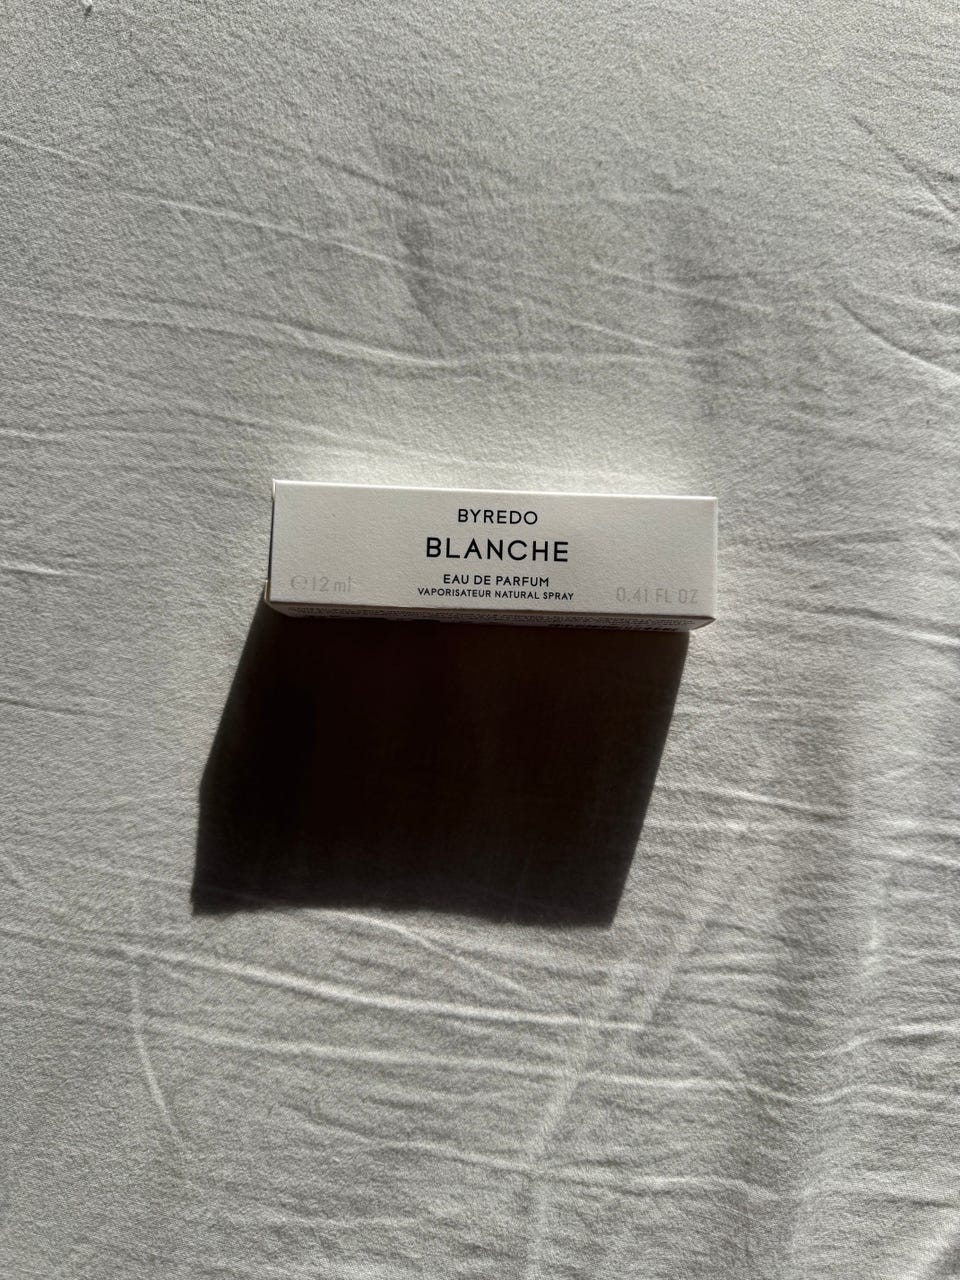 BYREDO
BLANCHE
EAU DE PARFUM
VAPORISATEUR NATURAL SPRAY
℮12 ml
0.41 FL OZ